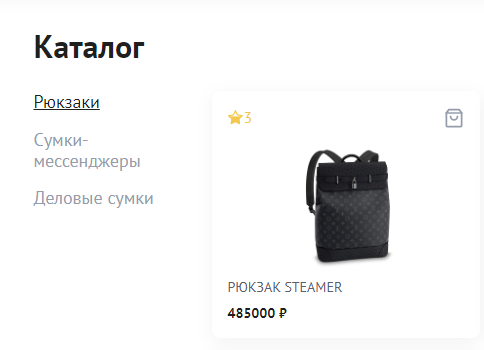 Каталог
Рюкзаки
Сумки-
мессенджеры
Деловые сумки
3
РЮКЗАК STEAMER
485000 ₽